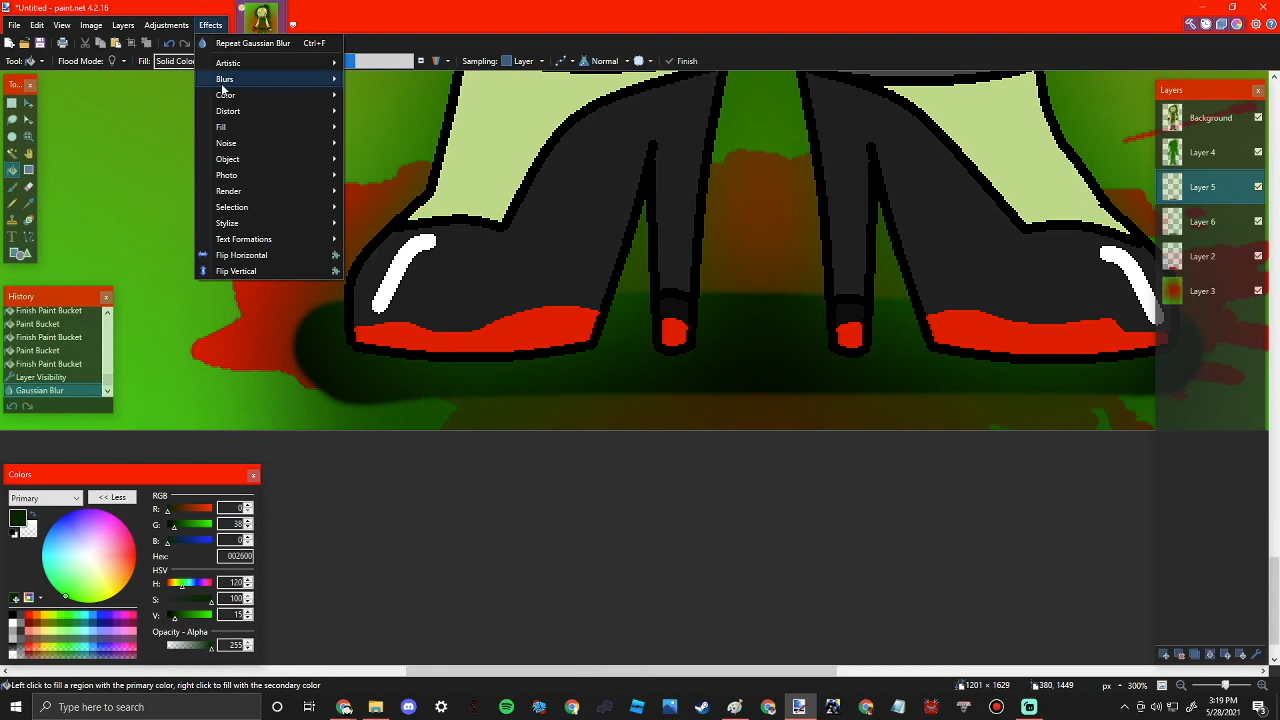 *Untitled - paint.net 4.2.16
File Edit View Image Layers Adjustments Effects
Tool: Flood Mode: Fill: Solid Color Sampling: Layer Normal Finish
Repeat Gaussian Blur Ctrl+F
Artistic
Blurs
Color
Distort
Fill
Noise
Object
Photo
Render
Selection
Stylize
Text Formations
Flip Horizontal
Flip Vertical
To...
Layers
Background
Layer 4
Layer 5
Layer 6
Layer 2
Layer 3
History
Finish Paint Bucket
Paint Bucket
Finish Paint Bucket
Paint Bucket
Finish Paint Bucket
Layer Visibility
Gaussian Blur
Colors
Primary << Less
RGB
R: 0
G: 38
B: 0
Hex: 002600
HSV
H: 120
S: 100
V: 15
Opacity - Alpha
255
Left click to fill a region with the primary color, right click to fill with the secondary color
1201 × 1629 380, 1449 px 300%
Type here to search
3:19 PM
5/28/2021